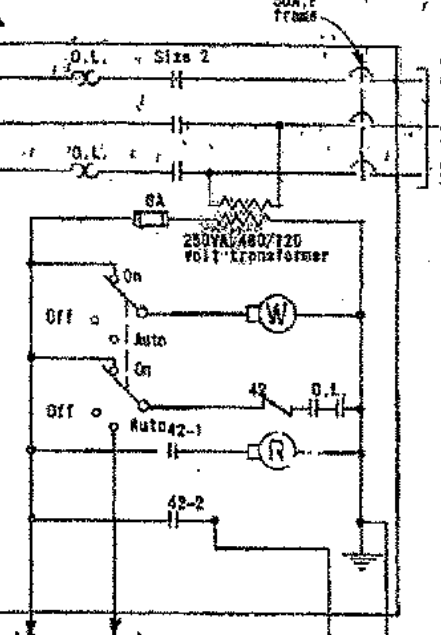 frame
O.L. Size 2
O.L.
6A
250VA/480/120
volt transformer
On
Off
W
Auto
On
42 O.L.
Off
Auto 42-1
R
42-2